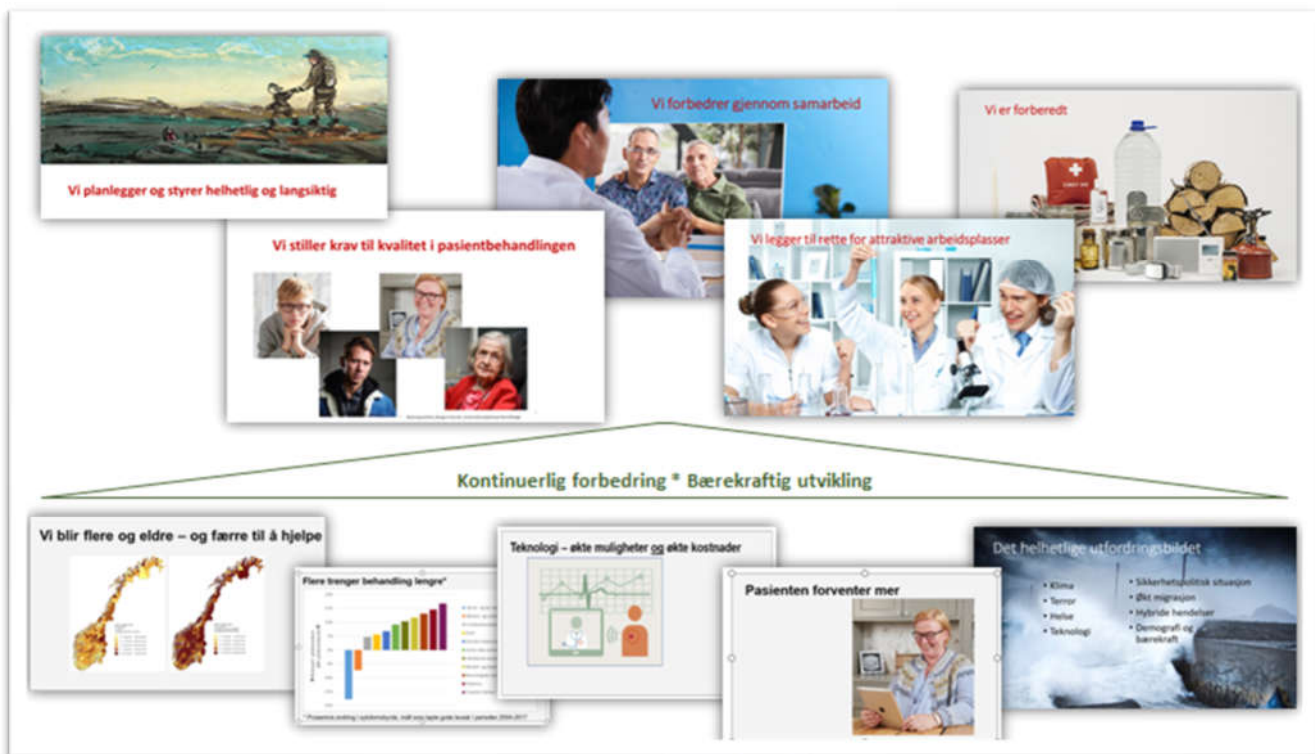 Vi planlegger og styrer helhetlig og langsiktig
Vi forbedrer gjennom samarbeid
Vi er forberedt
Vi stiller krav til kvalitet i pasientbehandlingen
Vi legger til rette for attraktive arbeidsplasser
Kontinuerlig forbedring * Bærekraftig utvikling
Vi blir flere og eldre – og færre til å hjelpe
Flere trenger behandling lengre*
Teknologi – økte muligheter og økte kostnader
Pasienten forventer mer
Det helhetlige utfordringsbildet
• Klima
• Terror
• Helse
• Teknologi
• Sikkerhetspolitisk situasjon
• Økt migrasjon
• Hybride hendelser
• Demografi og
bærekraft